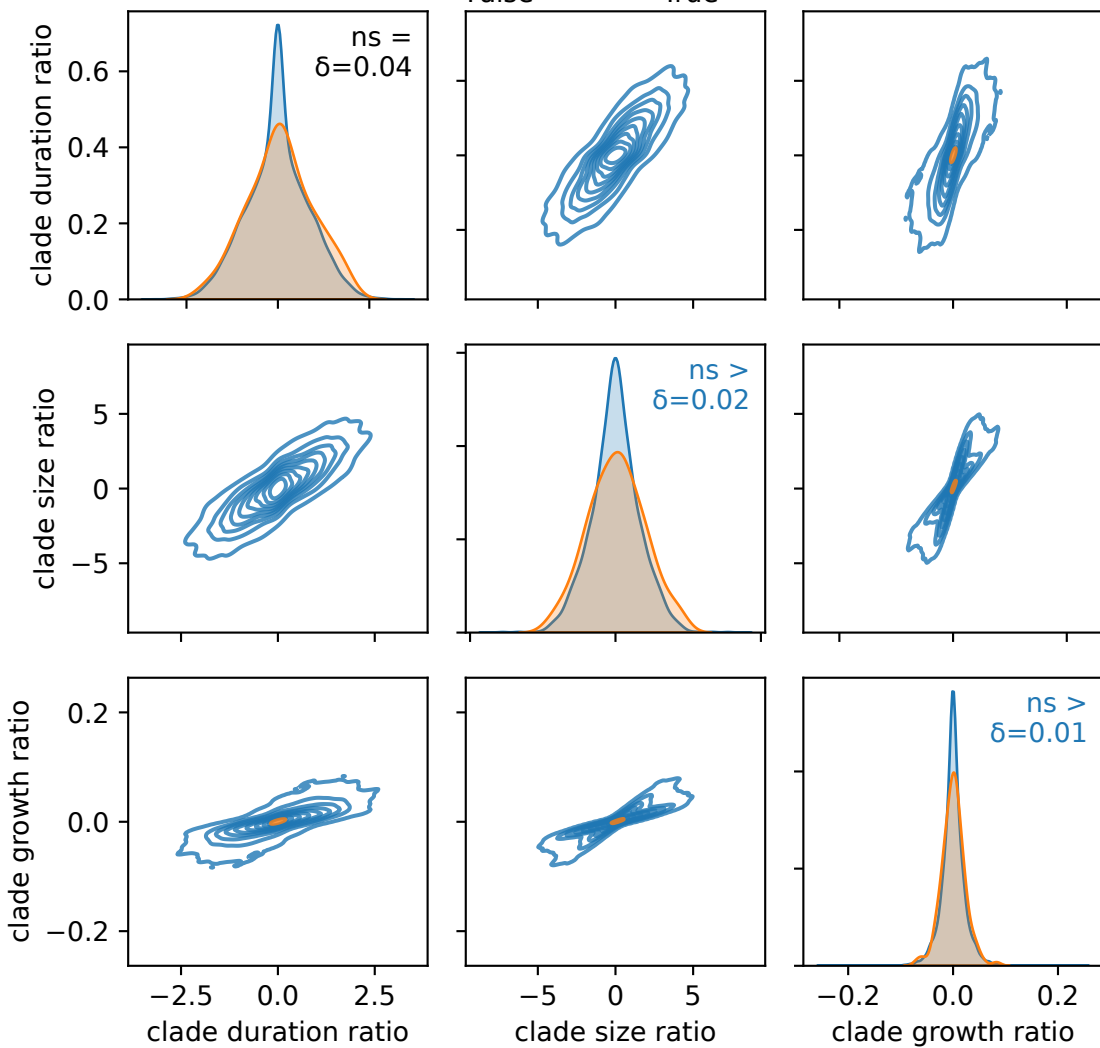 clade duration ratio
0.6
0.4
0.2
0.0
ns =
δ=0.04
clade size ratio
5
0
−5
ns >
δ=0.02
clade growth ratio
0.2
0.0
−0.2
ns >
δ=0.01
−2.5 0.0 2.5
−5 0 5
−0.2 0.0 0.2
clade duration ratio
clade size ratio
clade growth ratio